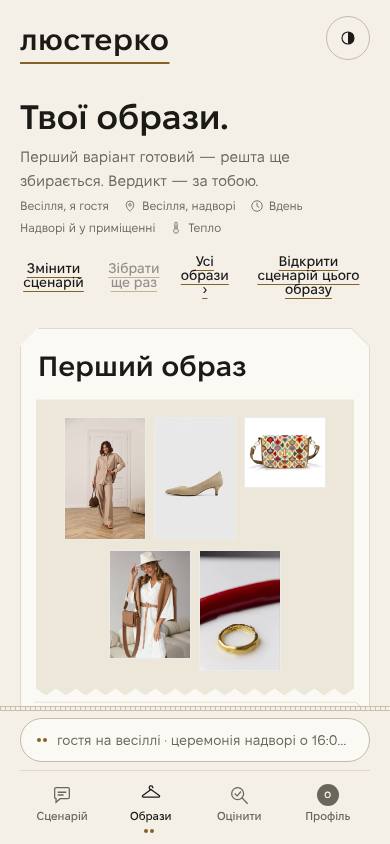 люстерко
Твої образи.
Перший варіант готовий — решта ще
збирається. Вердикт — за тобою.
Весілля, я гостя Весілля, надворі Вдень
Надворі й у приміщенні Тепло
Змінити
сценарій
Зібрати
ще раз
Усі
образи
›
Відкрити
сценарій цього
образу
Перший образ
гостя на весіллі · церемонія надворі о 16:0...
Сценарій Образи Оцінити О Профіль